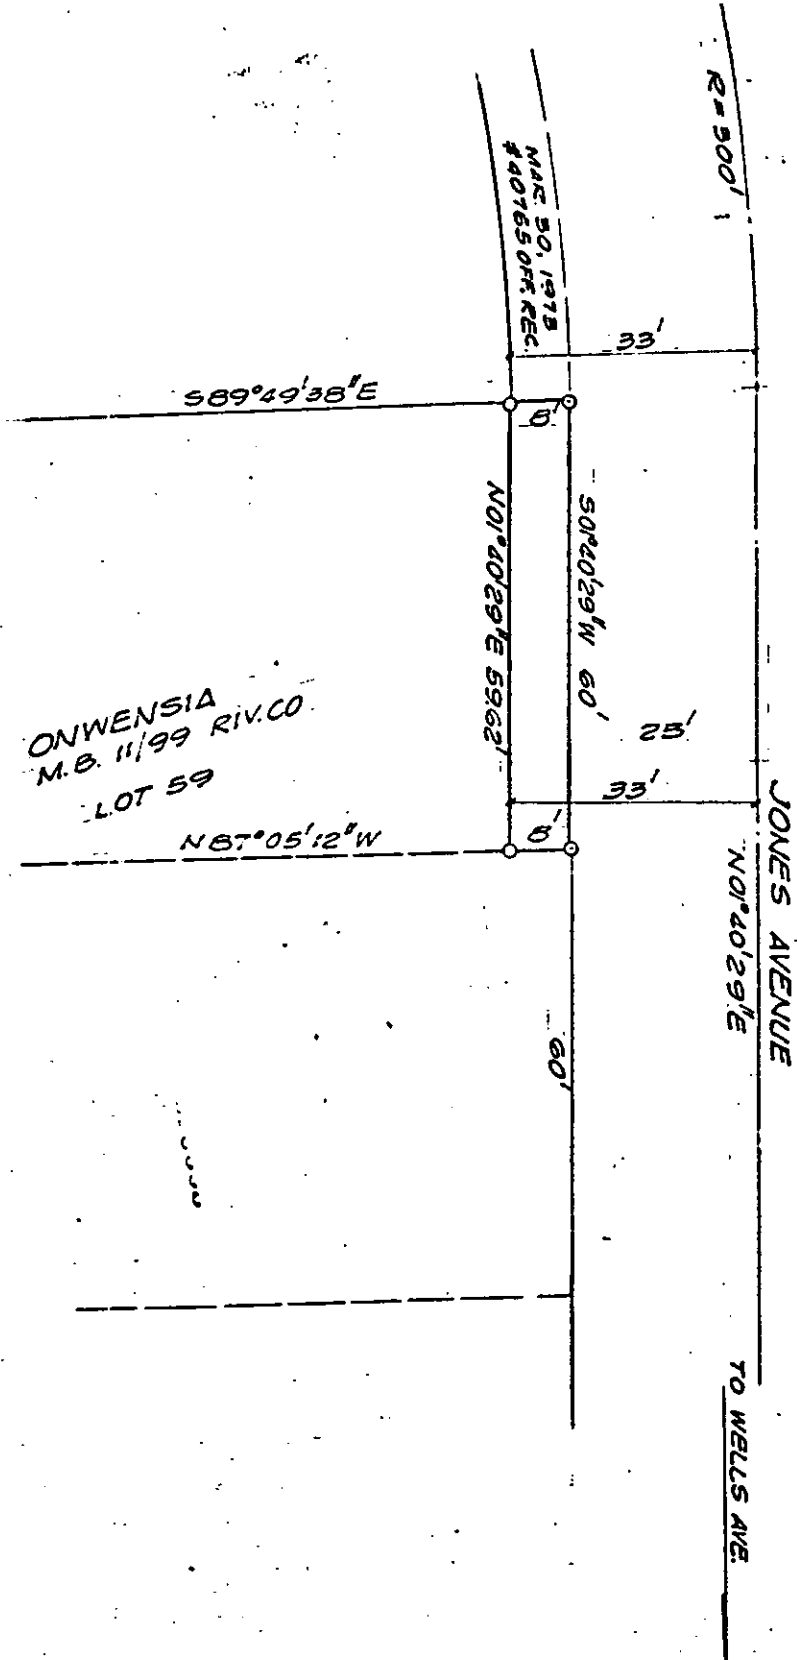 R=300'
MAR. 30, 1973
#40765 OFF. REC.
33'
S89°49'38"E
8'
N01°40'29"E 59.62'
S01°40'29"W 60'
25'
ONWENSIA
M.B. 11/99 RIV.CO.
LOT 59
33'
8'
N87°05'12"W
JONES AVENUE
N01°40'29"E
60'
TO WELLS AVE.